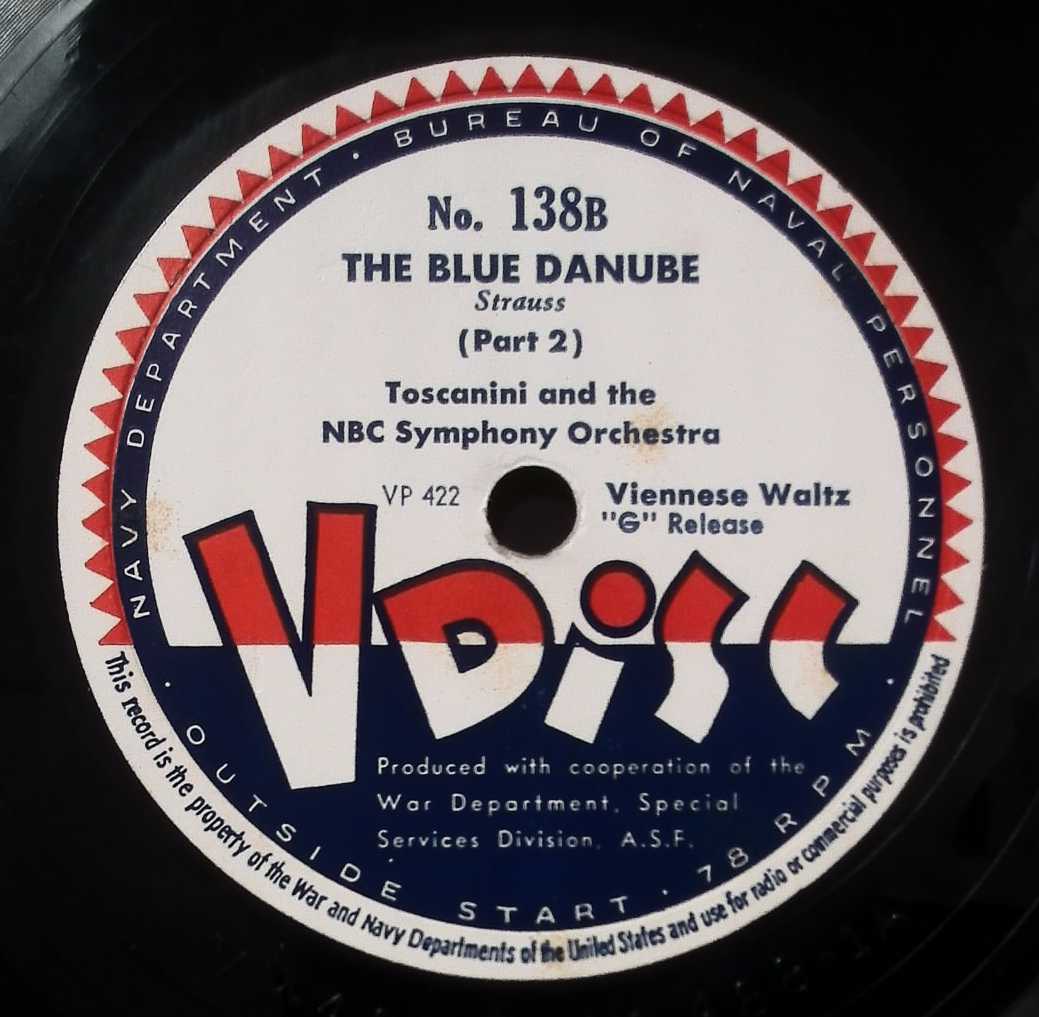 NAVY DEPARTMENT · BUREAU OF NAVAL PERSONNEL
No. 138B
THE BLUE DANUBE
Strauss
(Part 2)
Toscanini and the
NBC Symphony Orchestra
VP 422
Viennese Waltz
"G" Release
V Disc
Produced with cooperation of the
War Department, Special
Services Division, A.S.F.
· OUTSIDE START · 78 RPM ·
This record is the property of the War and Navy Departments of the United States and use for radio or commercial purposes is prohibited